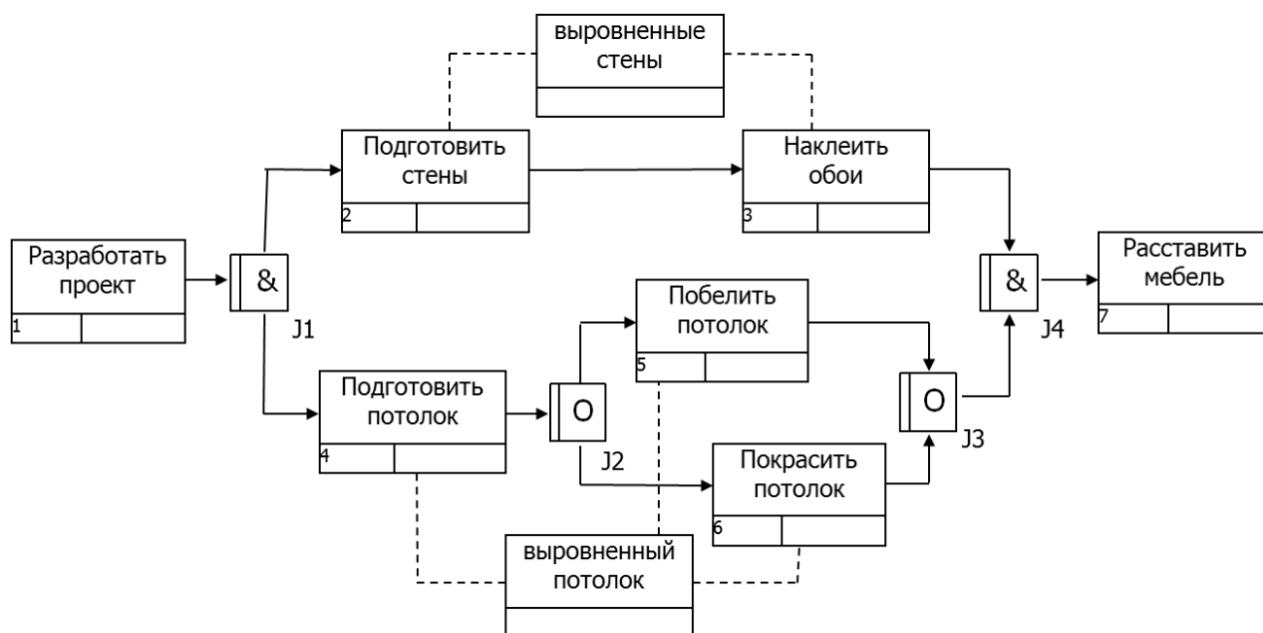 выровненные
стены
Подготовить
стены
2
Наклеить
обои
3
Разработать
проект
1
&
J1
Побелить
потолок
5
&
J4
Расставить
мебель
7
Подготовить
потолок
4
O
J2
O
J3
Покрасить
потолок
6
выровненный
потолок